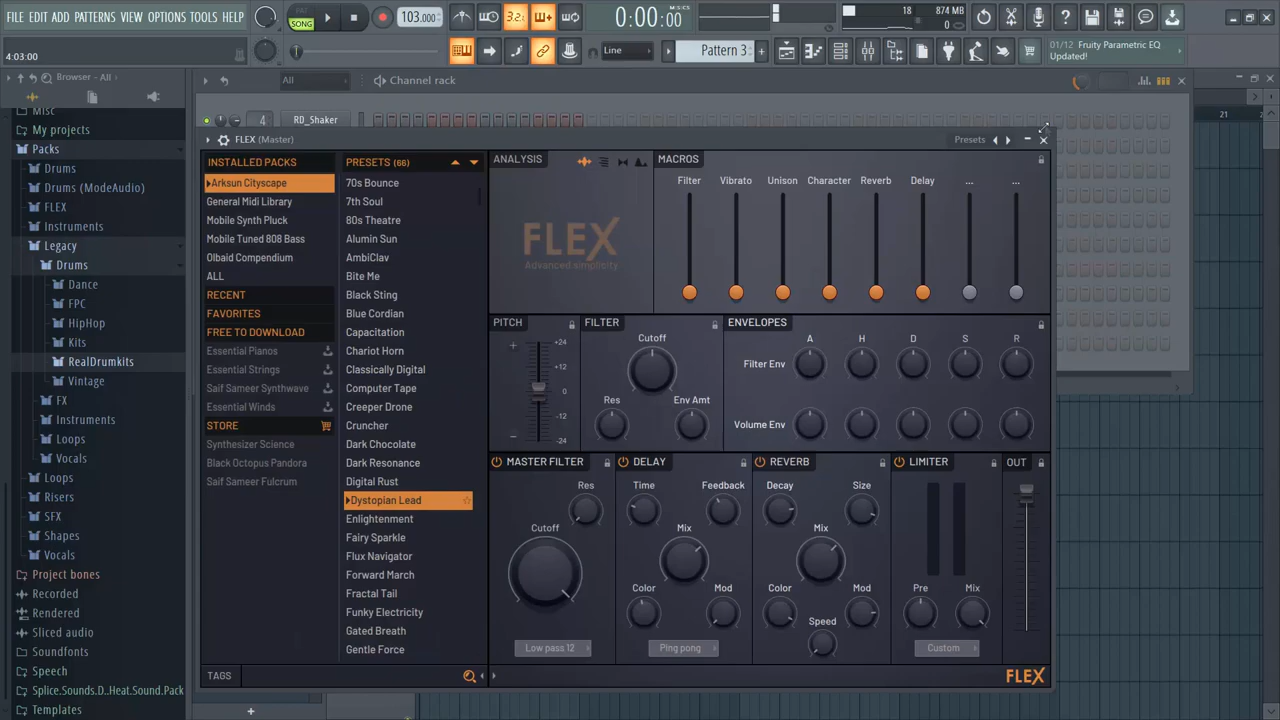 FILE EDIT ADD PATTERNS VIEW OPTIONS TOOLS HELP
PAT
SONG
103.000
3.2.
0:00:00
M:S:CS
18
874 MB
0
4:03:00
Line
Pattern 3
01/12 Fruity Parametric EQ
Updated!
Browser - All
All
Channel rack
21
4
RD_Shaker
Misc
My projects
Packs
Drums
Drums (ModeAudio)
FLEX
Instruments
Legacy
Drums
Dance
FPC
HipHop
Kits
RealDrumkits
Vintage
FX
Instruments
Loops
Vocals
Loops
Risers
SFX
Shapes
Vocals
Project bones
Recorded
Rendered
Sliced audio
Soundfonts
Speech
Splice.Sounds.D..Heat.Sound.Pack
Templates
FLEX (Master)
Presets
INSTALLED PACKS
Arksun Cityscape
General Midi Library
Mobile Synth Pluck
Mobile Tuned 808 Bass
Olbaid Compendium
ALL
RECENT
FAVORITES
FREE TO DOWNLOAD
Essential Pianos
Essential Strings
Saif Sameer Synthwave
Essential Winds
STORE
Synthesizer Science
Black Octopus Pandora
Saif Sameer Fulcrum
TAGS
PRESETS (66)
70s Bounce
7th Soul
80s Theatre
Alumin Sun
AmbiClav
Bite Me
Black Sting
Blue Cordian
Capacitation
Chariot Horn
Classically Digital
Computer Tape
Creeper Drone
Cruncher
Dark Chocolate
Dark Resonance
Digital Rust
Dystopian Lead
Enlightenment
Fairy Sparkle
Flux Navigator
Forward March
Fractal Tail
Funky Electricity
Gated Breath
Gentle Force
ANALYSIS
FLEX
Advanced simplicity
MACROS
Filter Vibrato Unison Character Reverb Delay ... ...
PITCH
+24
+12
0
-12
-24
FILTER
Cutoff
Res Env Amt
ENVELOPES
A H D S R
Filter Env
Volume Env
MASTER FILTER
Res
Cutoff
Low pass 12
DELAY
Time Feedback
Mix
Color Mod
Ping pong
REVERB
Decay Size
Mix
Color Mod
Speed
LIMITER
Pre Mix
Custom
OUT
FLEX